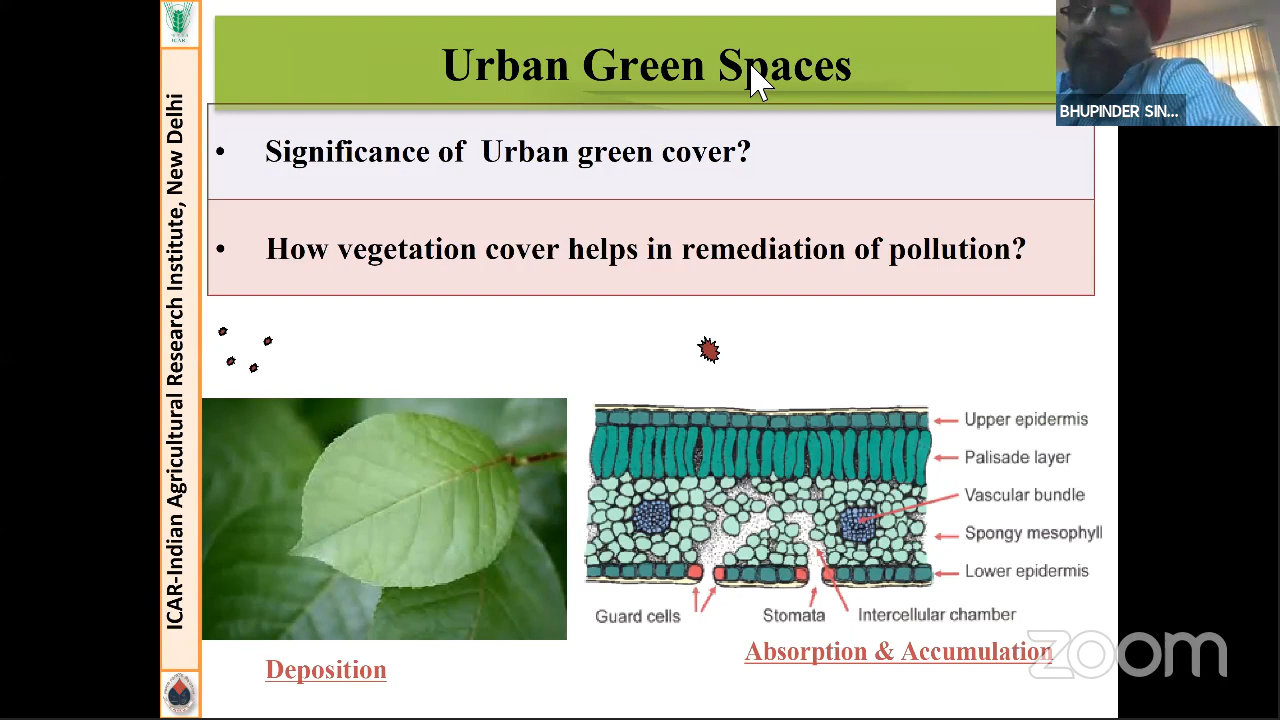 ICAR
Urban Green Spaces
BHUPINDER SIN...
• Significance of Urban green cover?
• How vegetation cover helps in remediation of pollution?
ICAR-Indian Agricultural Research Institute, New Delhi
Upper epidermis
Palisade layer
Vascular bundle
Spongy mesophyll
Lower epidermis
Guard cells
Stomata
Intercellular chamber
Deposition
Absorption & Accumulation
zoom